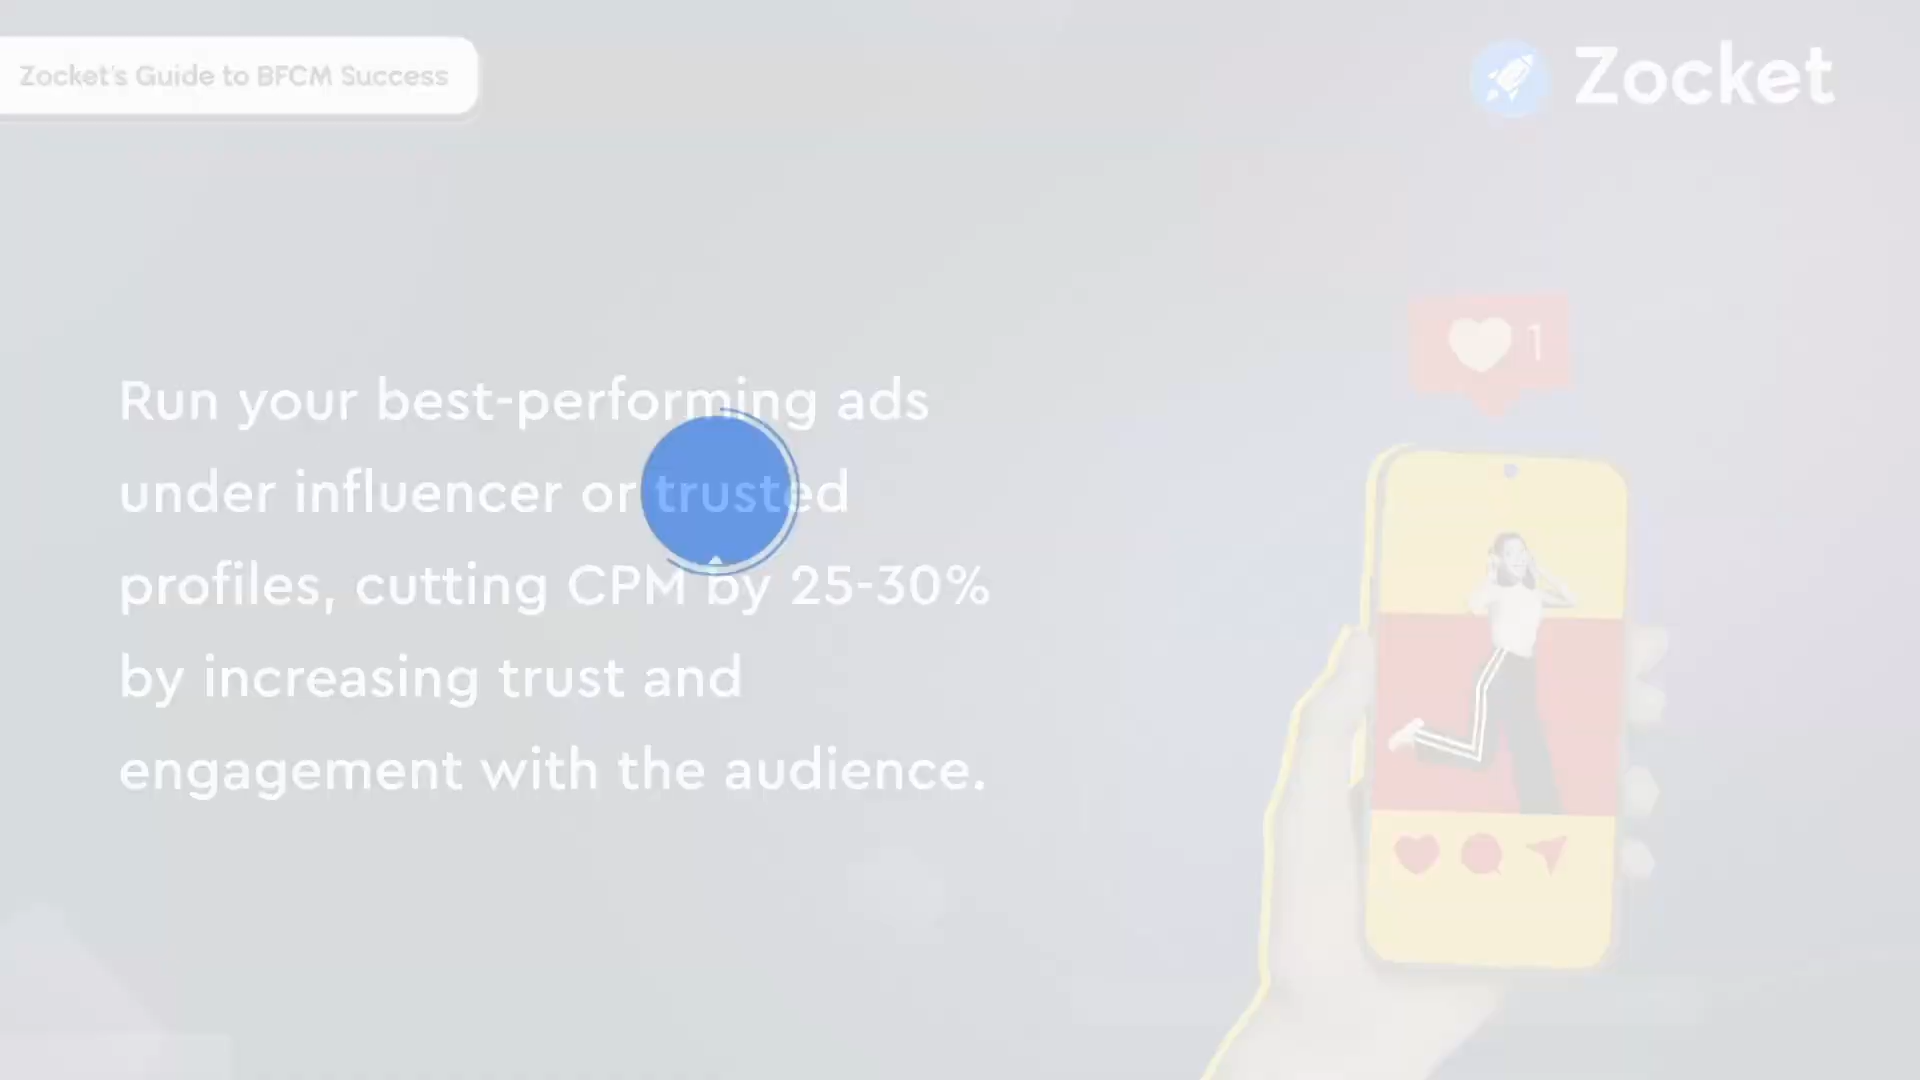 Zocket's Guide to BFCM Success
Zocket
1
Run your best-performing ads
under influencer or trusted
profiles, cutting CPM by 25-30%
by increasing trust and
engagement with the audience.